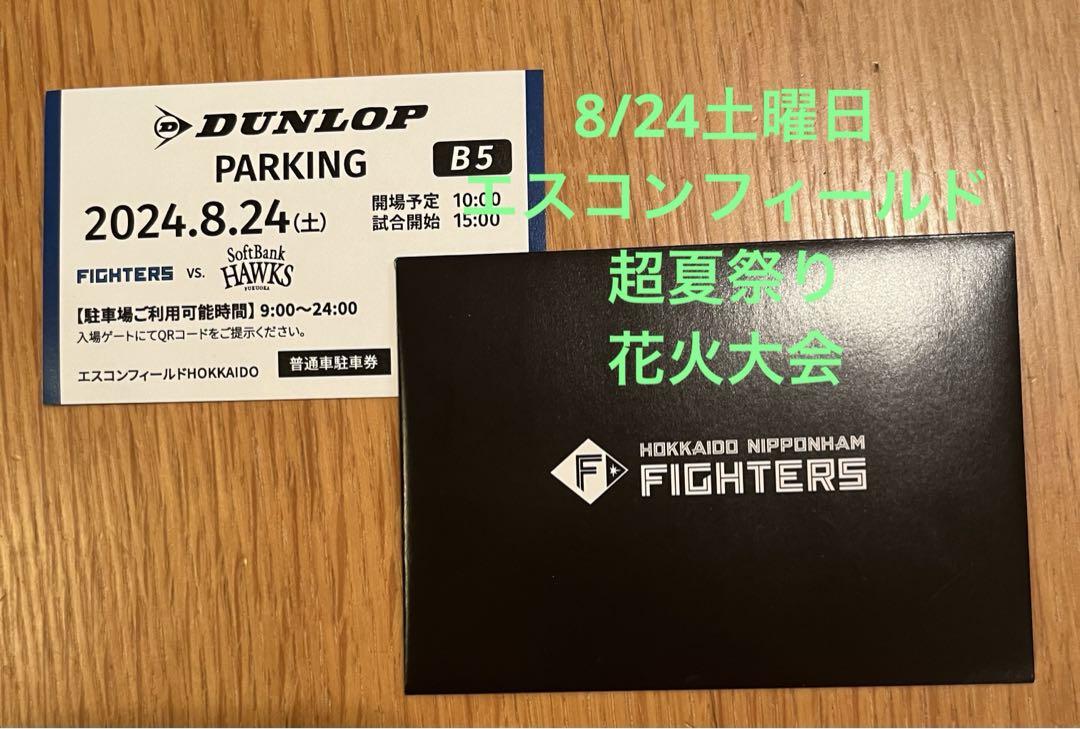 DUNLOP
PARKING
B5
2024.8.24(土)
開場予定 10:00
試合開始 15:00
FIGHTERS vs. SoftBank HAWKS FUKUOKA
【駐車場ご利用可能時間】9:00〜24:00
入場ゲートにてQRコードをご提示ください。
エスコンフィールドHOKKAIDO
普通車駐車券
8/24土曜日
エスコンフィールド
超夏祭り
花火大会
HOKKAIDO NIPPONHAM
FIGHTERS